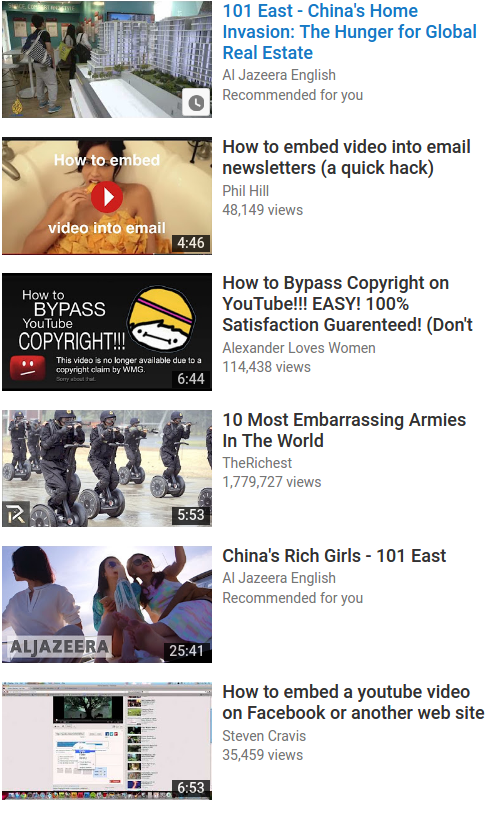 101 East - China's Home
Invasion: The Hunger for Global
Real Estate
Al Jazeera English
Recommended for you
How to embed
video into email
4:46
How to embed video into email
newsletters (a quick hack)
Phil Hill
48,149 views
How to
BYPASS
YouTube
COPYRIGHT!!!
This video is no longer available due to a
copyright claim by WMG.
Sorry about that.
6:44
How to Bypass Copyright on
YouTube!!! EASY! 100%
Satisfaction Guarenteed! (Don't
Alexander Loves Women
114,438 views
5:53
10 Most Embarrassing Armies
In The World
TheRichest
1,779,727 views
ALJAZEERA
25:41
China's Rich Girls - 101 East
Al Jazeera English
Recommended for you
6:53
How to embed a youtube video
on Facebook or another web site
Steven Cravis
35,459 views